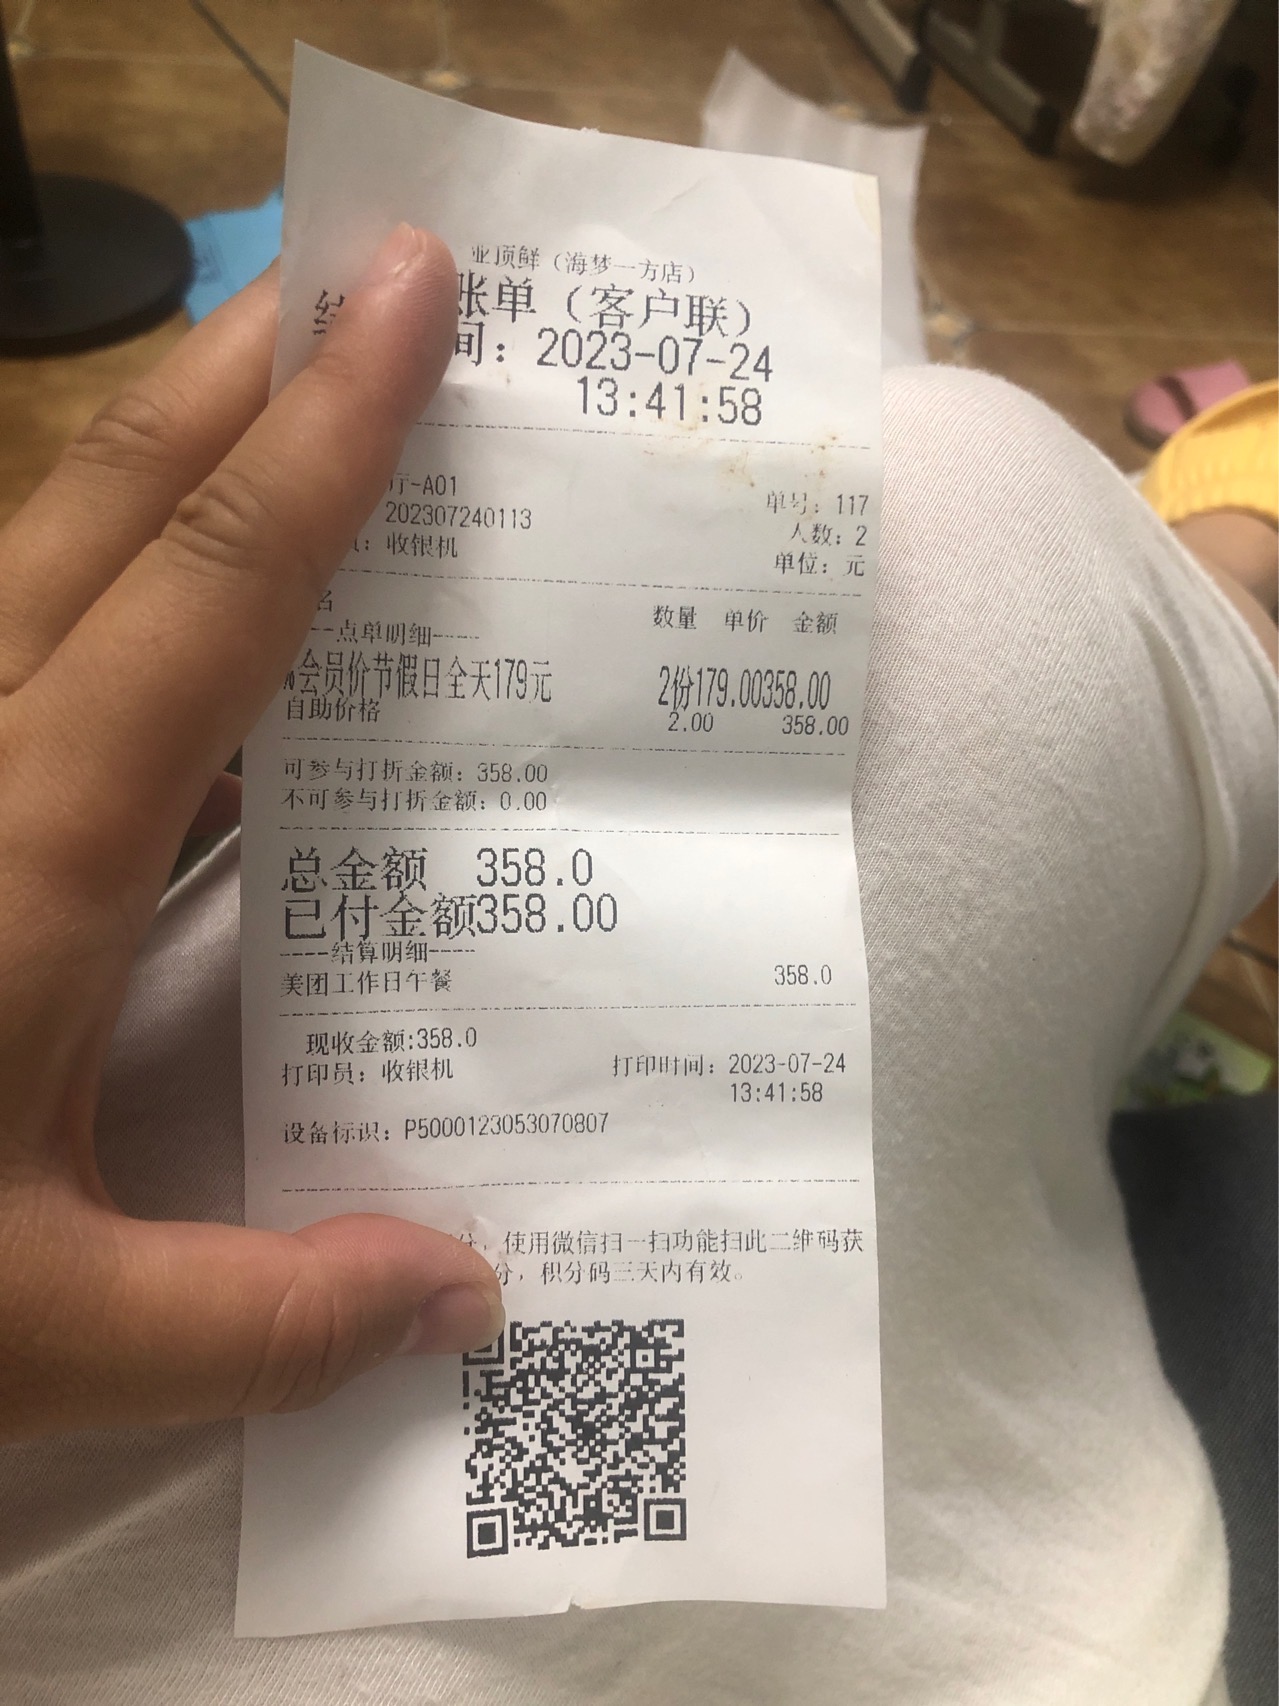 业顶鲜（海梦一方店）
账单（客户联）
间：2023-07-24
13:41:58
厅-A01
单号：117
202307240113
人数：2
：收银机
单位：元
名 数量 单价 金额
--点单明细----
会员价节假日全天179元 2份179.00358.00
自助价格 2.00 358.00
可参与打折金额：358.00
不可参与打折金额：0.00
总金额 358.0
已付金额358.00
----结算明细----
美团工作日午餐 358.0
现收金额:358.0
打印员：收银机 打印时间：2023-07-24
13:41:58
设备标识：P5000123053070807
分，使用微信扫一扫功能扫此二维码获
分，积分码三天内有效。